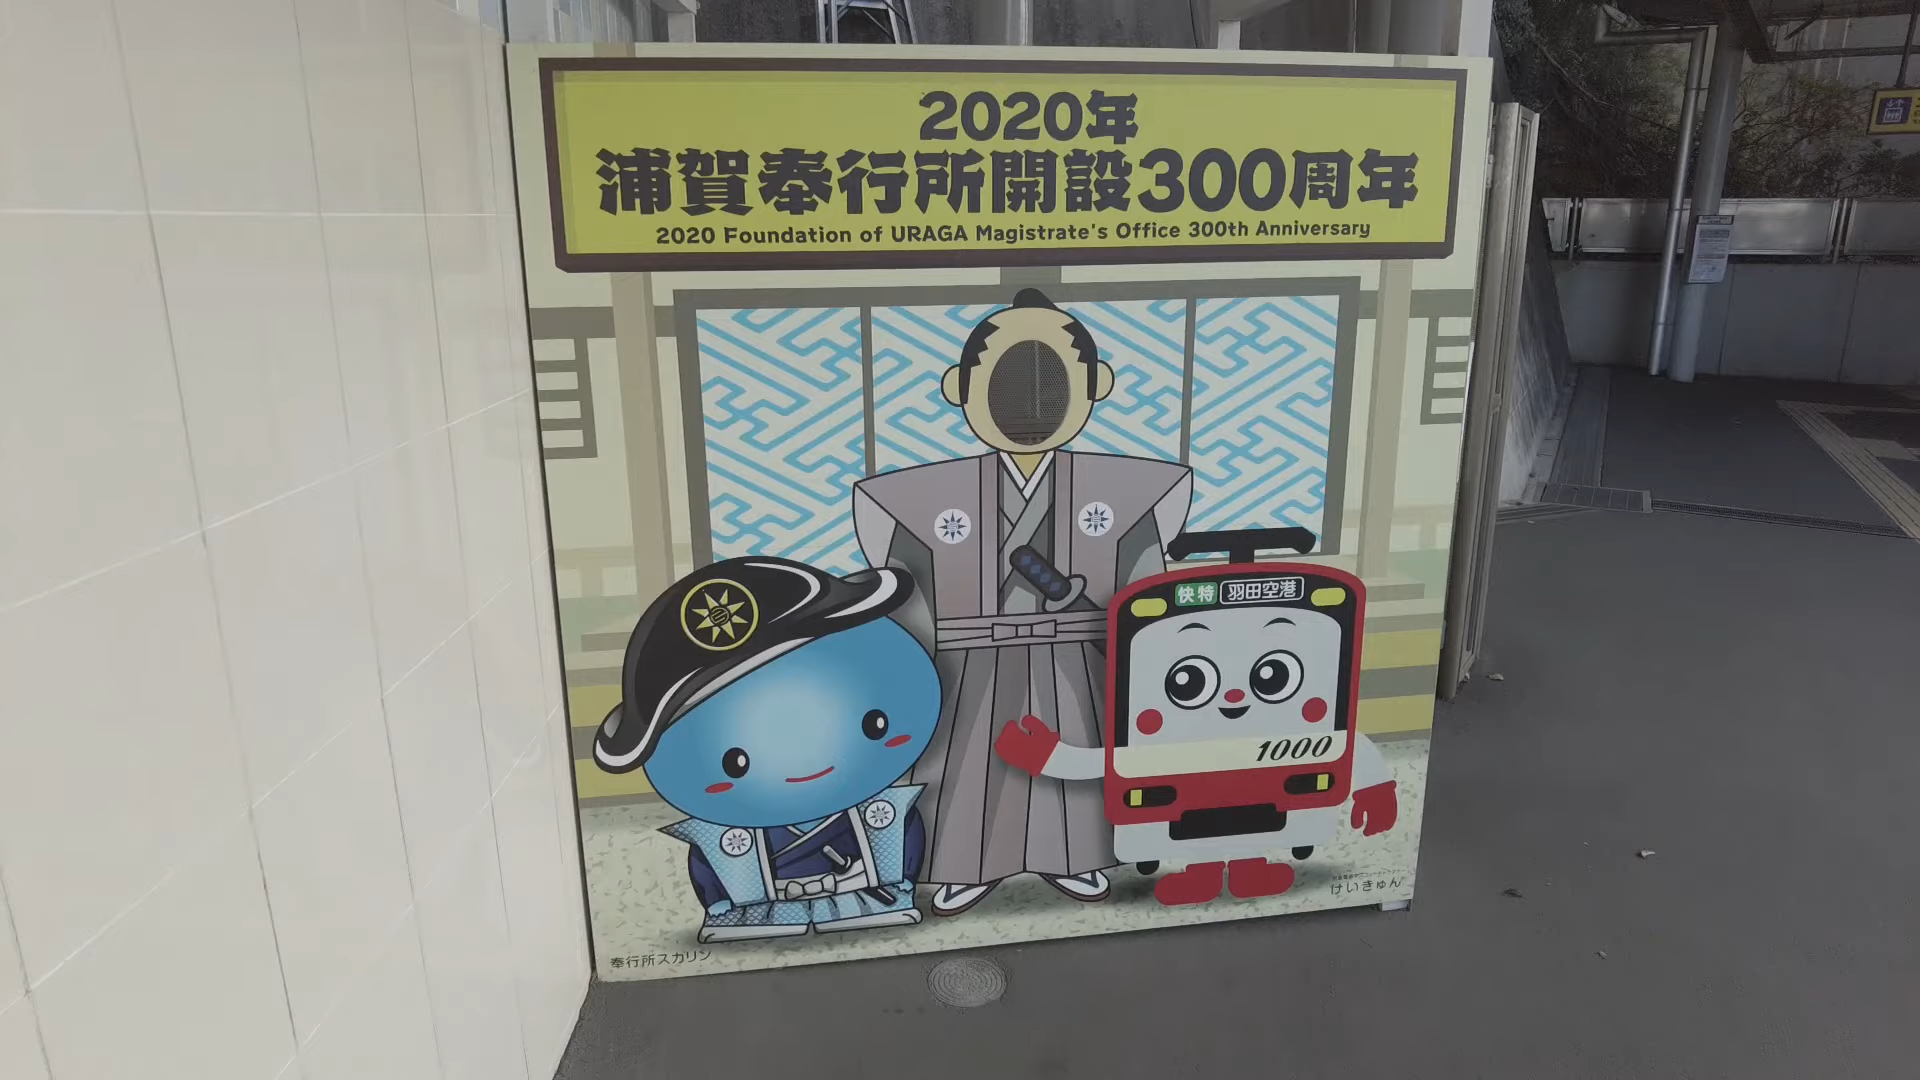 2020年
浦賀奉行所開設300周年
2020 Foundation of URAGA Magistrate's Office 300th Anniversary
快特 羽田空港
1000
けいきゅん
奉行所スカリン